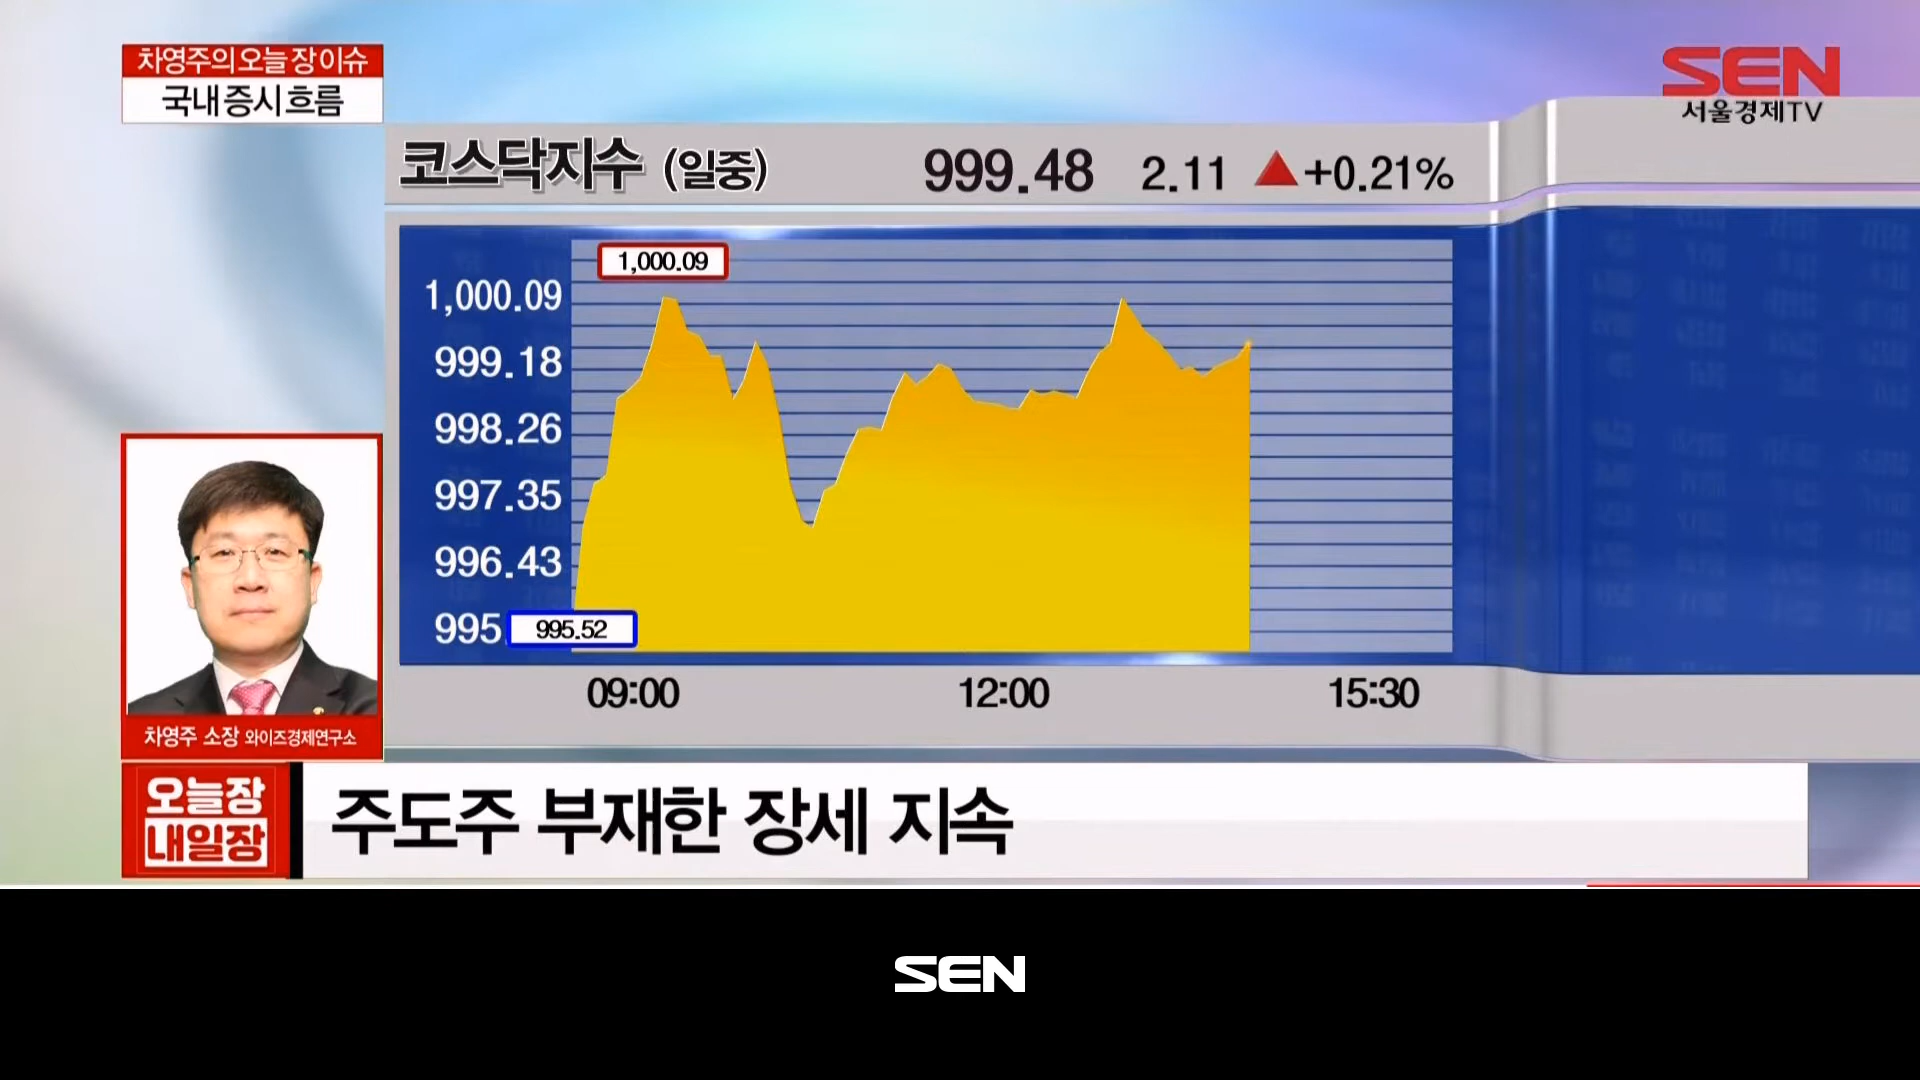 차영주의 오늘 장 이슈
국내 증시 흐름
SEN
서울경제TV
코스닥지수 (일중) 999.48 2.11 ▲+0.21%
1,000.09
1,000.09
999.18
998.26
997.35
996.43
995
995.52
09:00 12:00 15:30
차영주 소장 와이즈경제연구소
오늘장
내일장
주도주 부재한 장세 지속
SEN